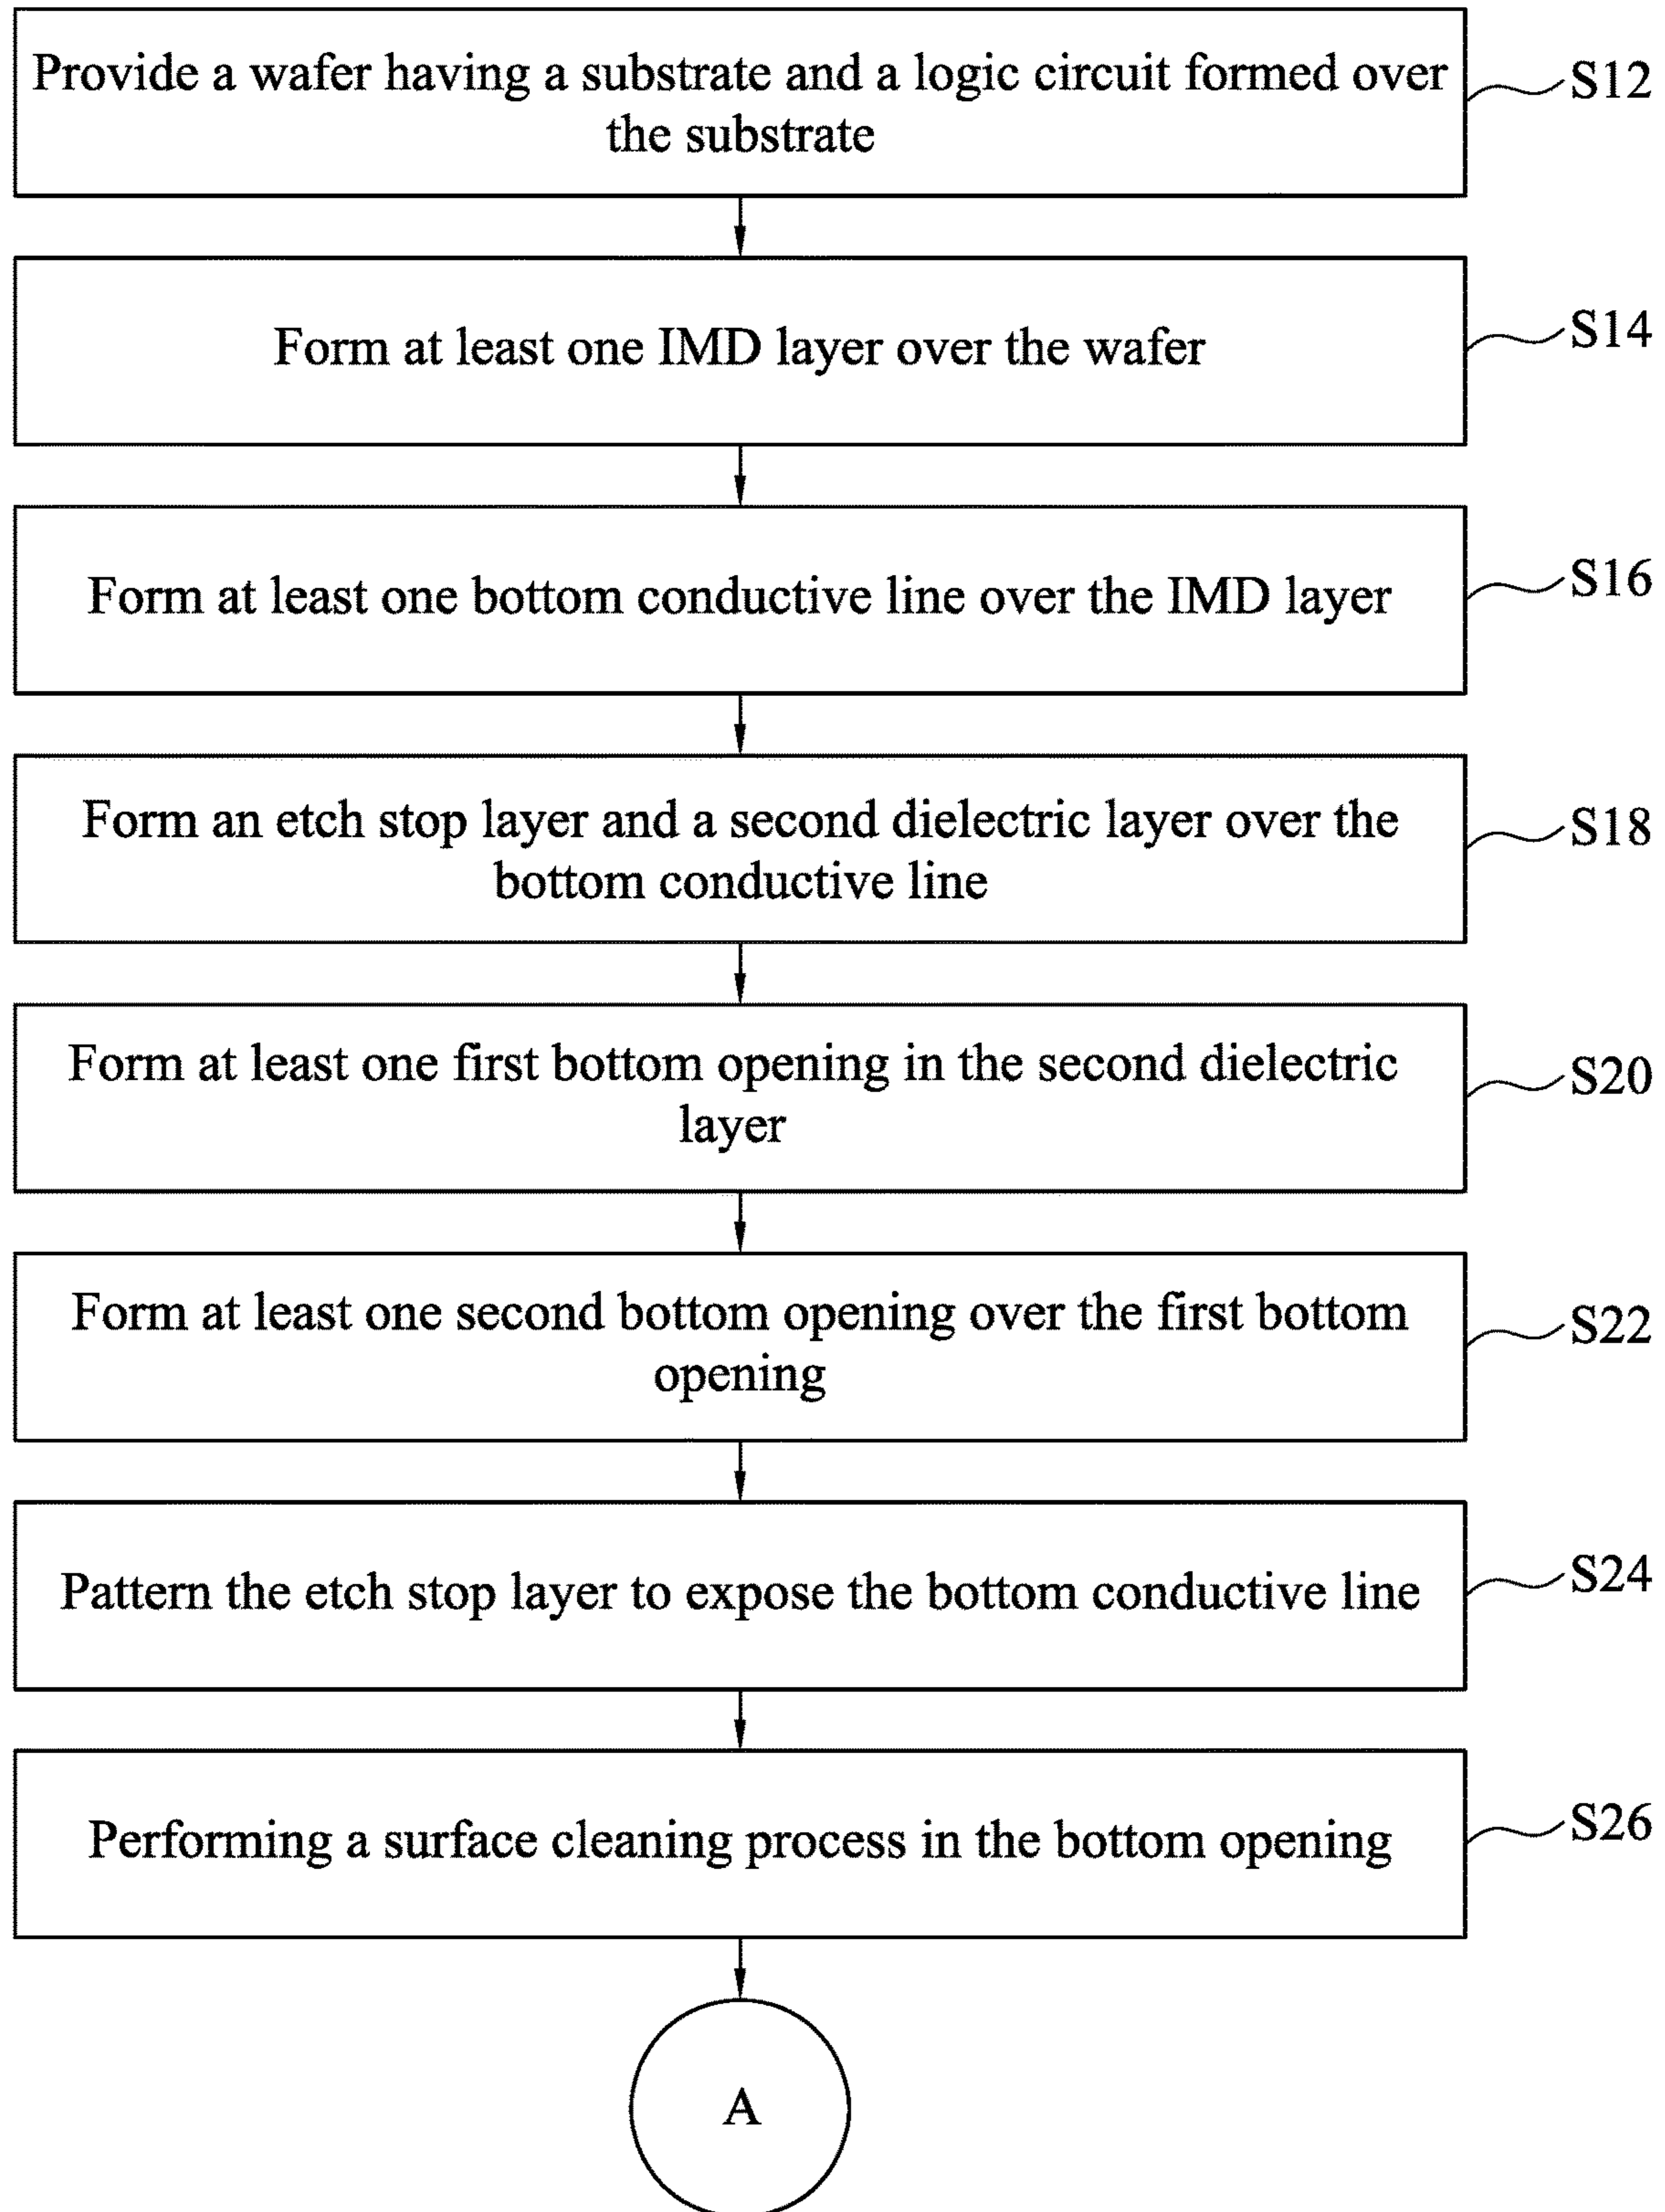 Provide a wafer having a substrate and a logic circuit formed over
the substrate
S12
Form at least one IMD layer over the wafer
S14
Form at least one bottom conductive line over the IMD layer
S16
Form an etch stop layer and a second dielectric layer over the
bottom conductive line
S18
Form at least one first bottom opening in the second dielectric
layer
S20
Form at least one second bottom opening over the first bottom
opening
S22
Pattern the etch stop layer to expose the bottom conductive line
S24
Performing a surface cleaning process in the bottom opening
S26
A